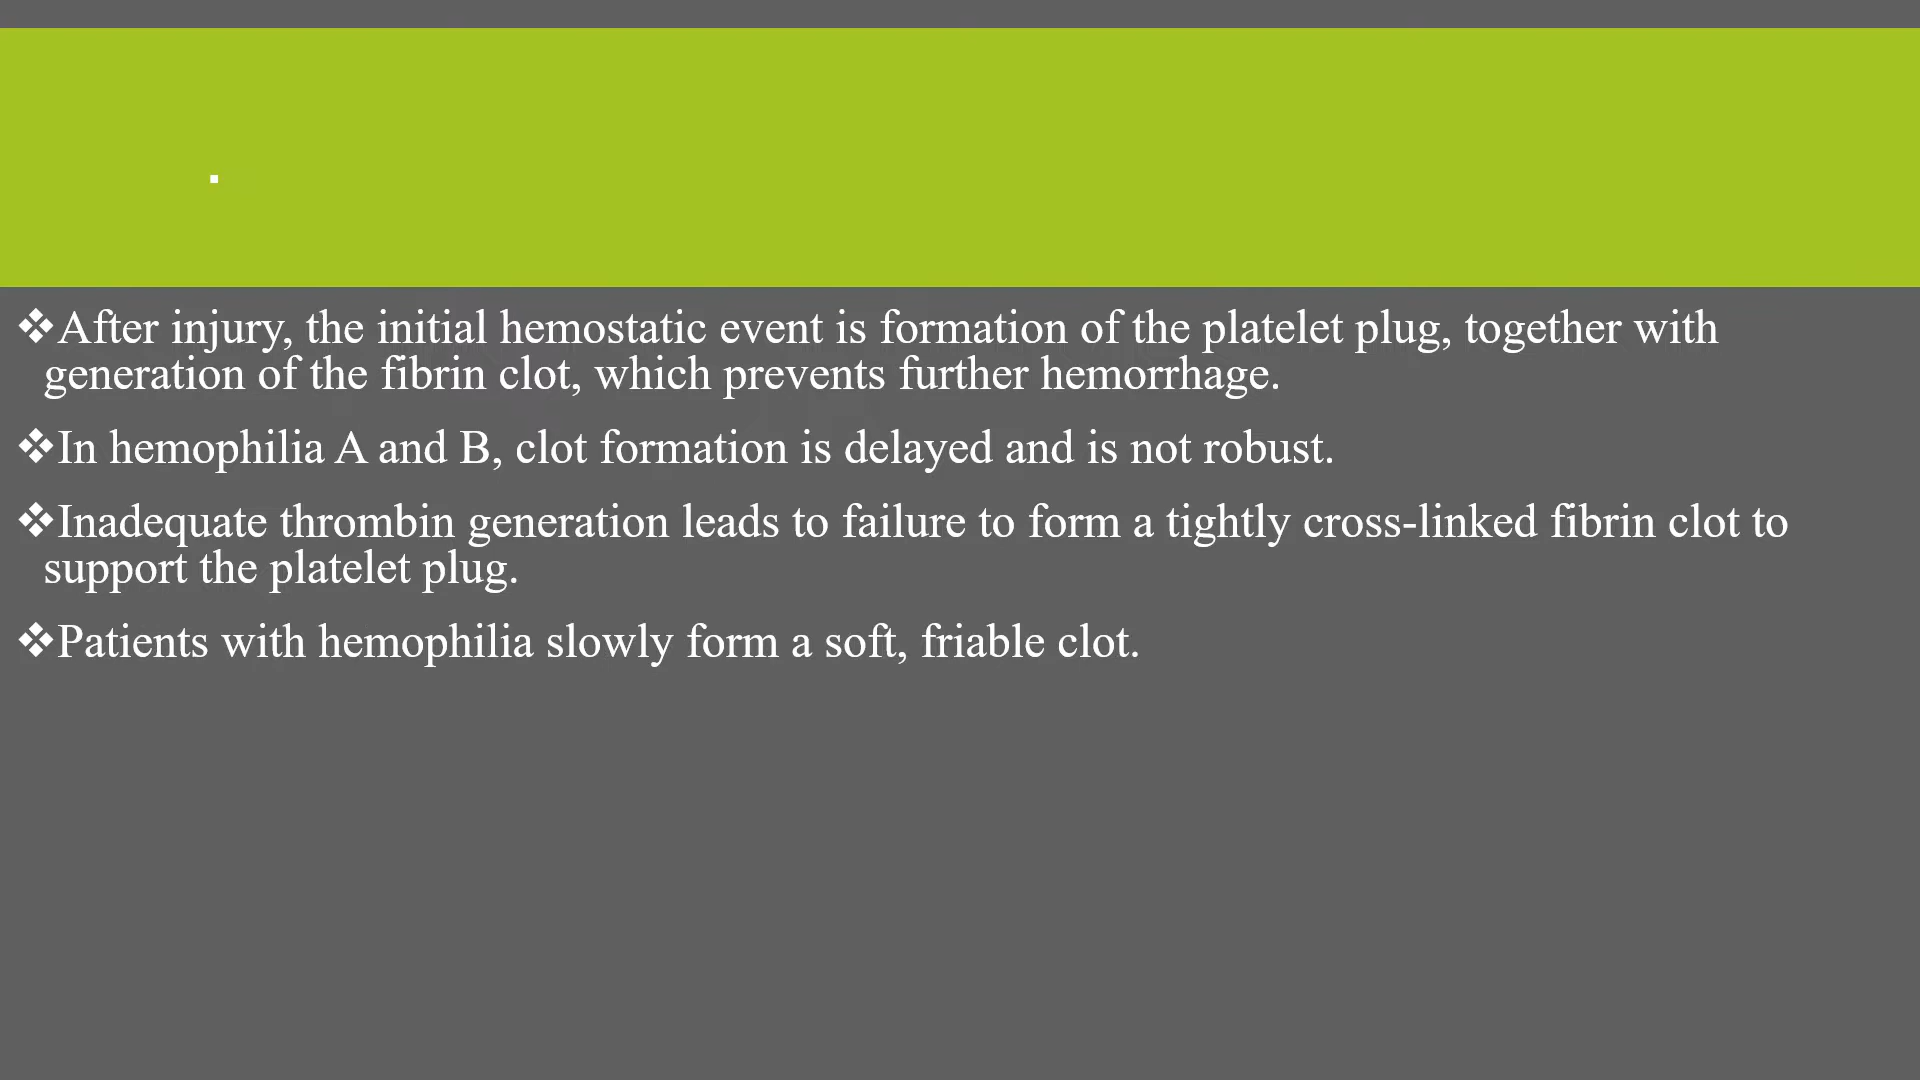 .
❖After injury, the initial hemostatic event is formation of the platelet plug, together with
generation of the fibrin clot, which prevents further hemorrhage.
❖In hemophilia A and B, clot formation is delayed and is not robust.
❖Inadequate thrombin generation leads to failure to form a tightly cross-linked fibrin clot to
support the platelet plug.
❖Patients with hemophilia slowly form a soft, friable clot.